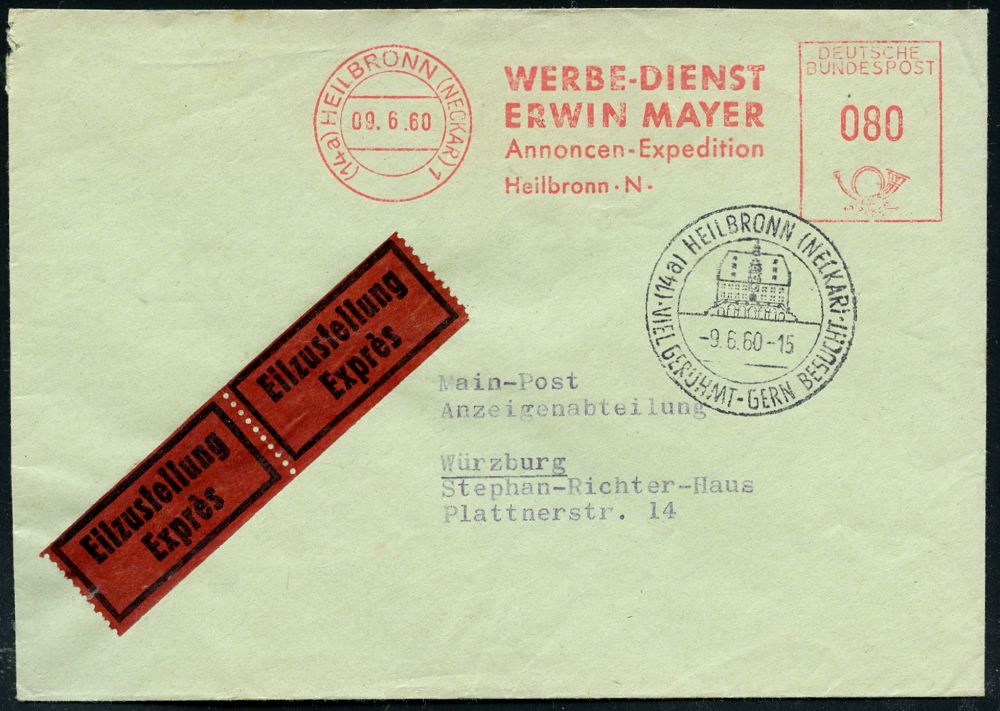 (14a) HEILBRONN (NECKAR) 1
09. 6.60
WERBE-DIENST
ERWIN MAYER
Annoncen-Expedition
Heilbronn·N·
DEUTSCHE
BUNDESPOST
080
(14a) HEILBRONN (NECKAR)·
VIEL GERÜHMT-GERN BESUCHT·
-9.6.60-15
Eilzustellung
Exprès
Eilzustellung
Exprès
Main-Post
Anzeigenabteilung
Würzburg
Stephan-Richter-Haus
Plattnerstr. 14